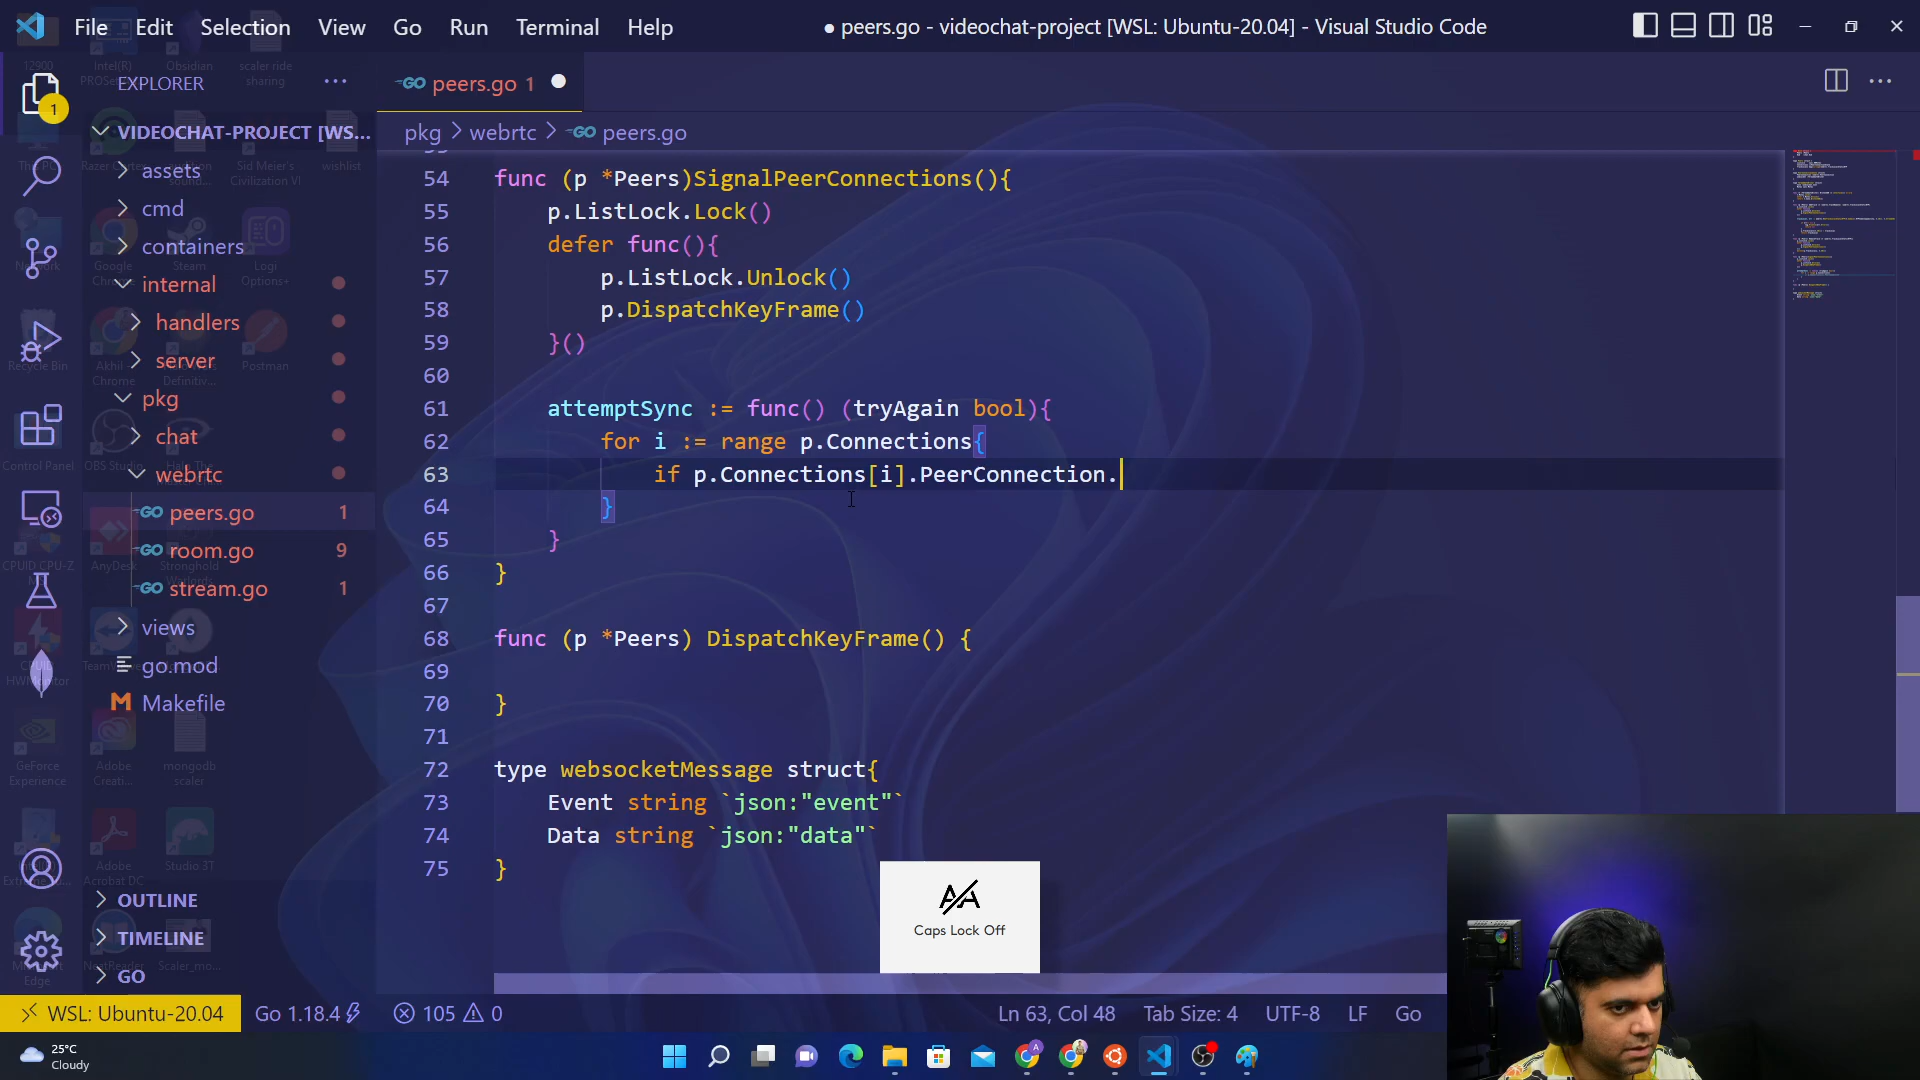 File Edit Selection View Go Run Terminal Help
● peers.go - videochat-project [WSL: Ubuntu-20.04] - Visual Studio Code
EXPLORER
peers.go 1
VIDEOCHAT-PROJECT [WS...
pkg > webrtc > peers.go
assets
cmd
containers
internal
handlers
server
pkg
chat
webrtc
peers.go 1
room.go 9
stream.go 1
views
go.mod
Makefile
OUTLINE
TIMELINE
GO
1
54 func (p *Peers)SignalPeerConnections(){
55 p.ListLock.Lock()
56 defer func(){
57 p.ListLock.Unlock()
58 p.DispatchKeyFrame()
59 }()
60
61 attemptSync := func() (tryAgain bool){
62 for i := range p.Connections{
63 if p.Connections[i].PeerConnection.
64 }
65 }
66 }
67
68 func (p *Peers) DispatchKeyFrame() {
69
70 }
71
72 type websocketMessage struct{
73 Event string `json:"event"`
74 Data string `json:"data"`
75 }
Caps Lock Off
WSL: Ubuntu-20.04 Go 1.18.4 105 0 Ln 63, Col 48 Tab Size: 4 UTF-8 LF Go
25°C
Cloudy